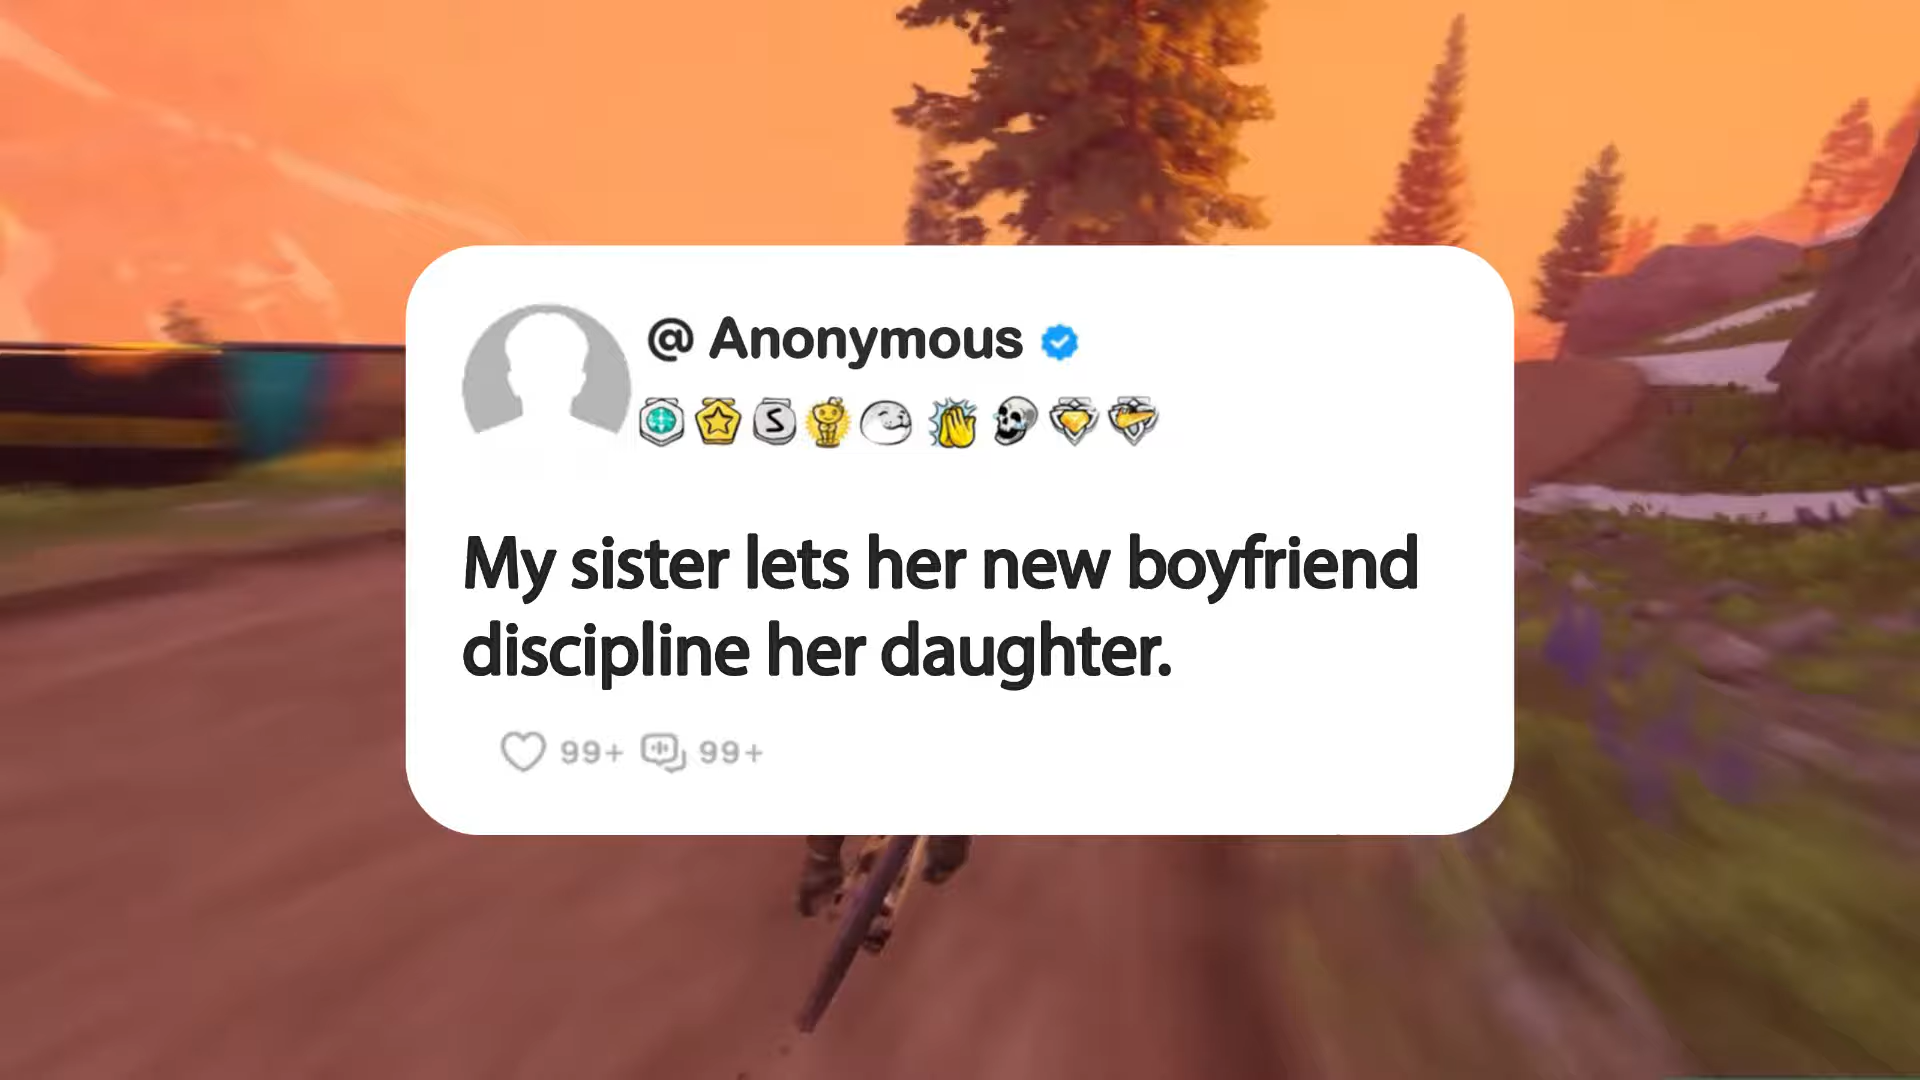 @ Anonymous
S
My sister lets her new boyfriend
discipline her daughter.
99+ 99+